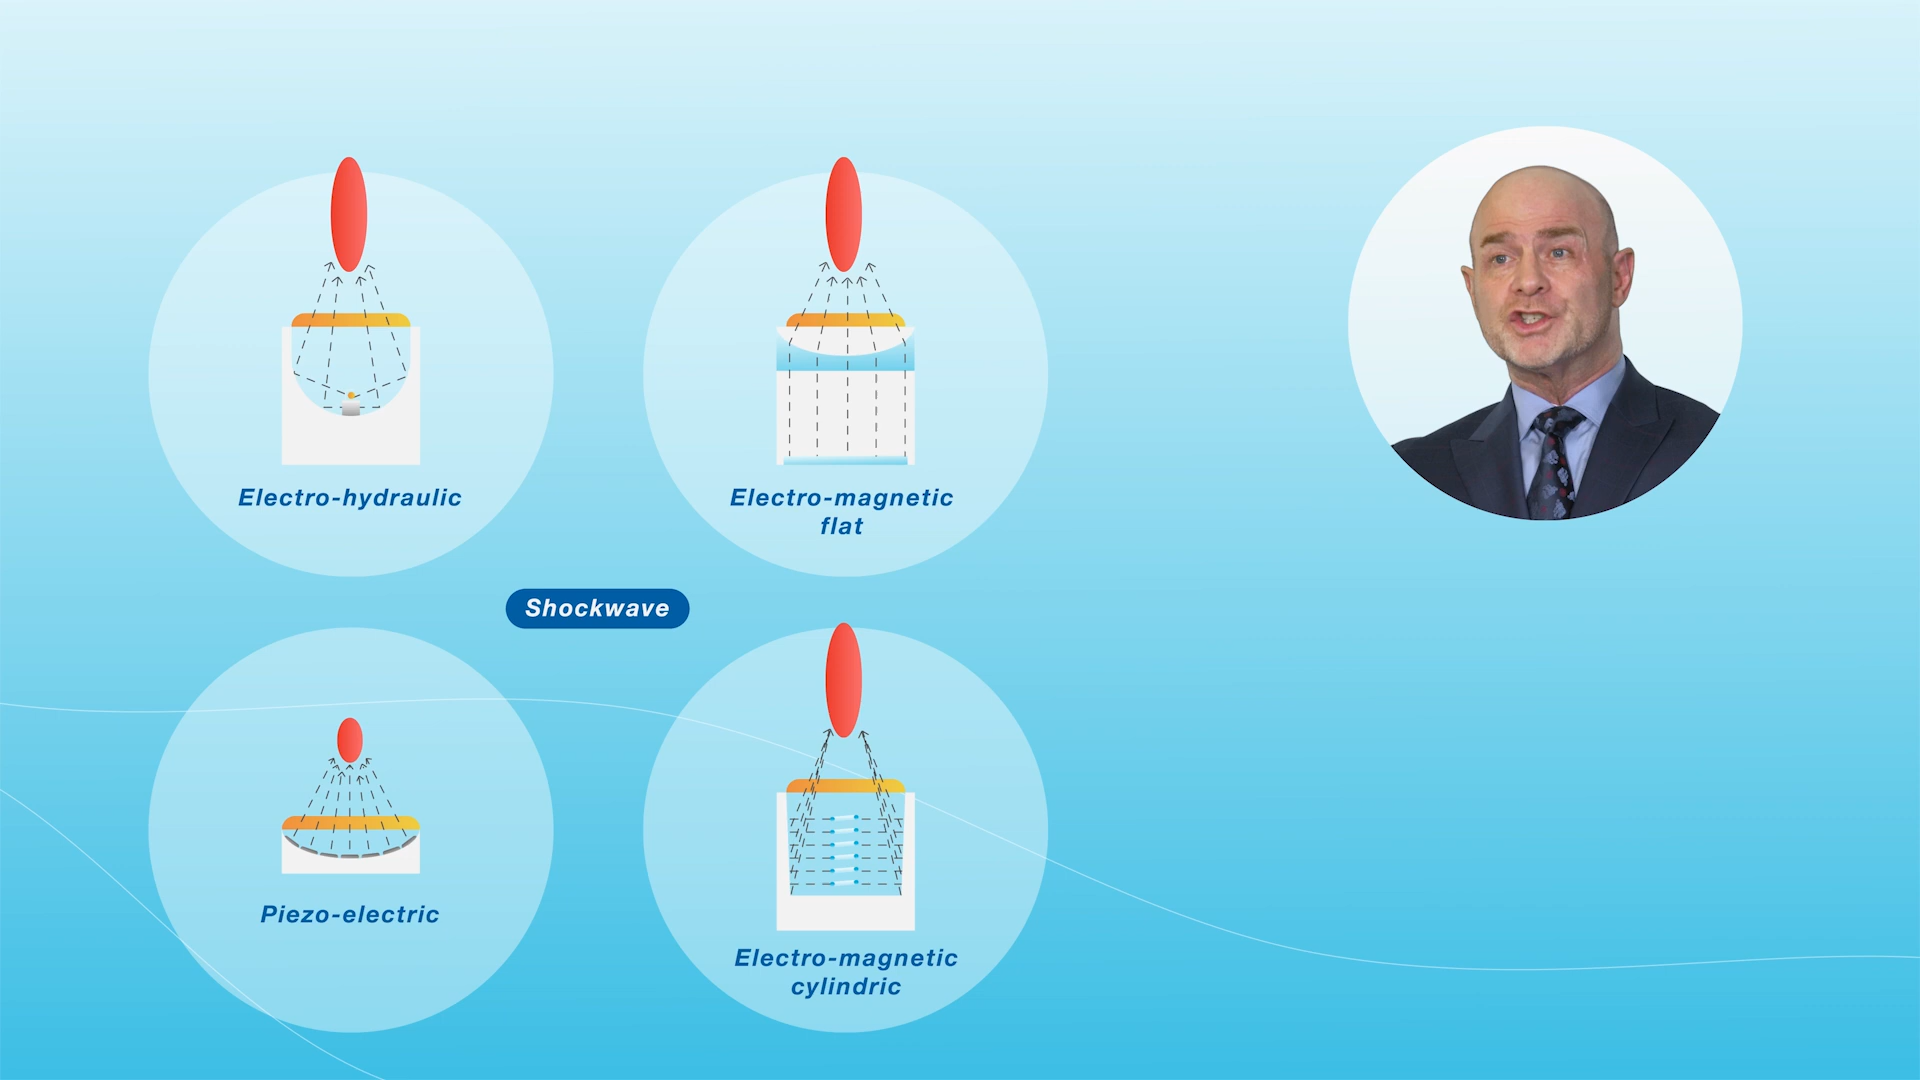 Electro-hydraulic
Electro-magnetic
flat
Shockwave
Piezo-electric
Electro-magnetic
cylindric